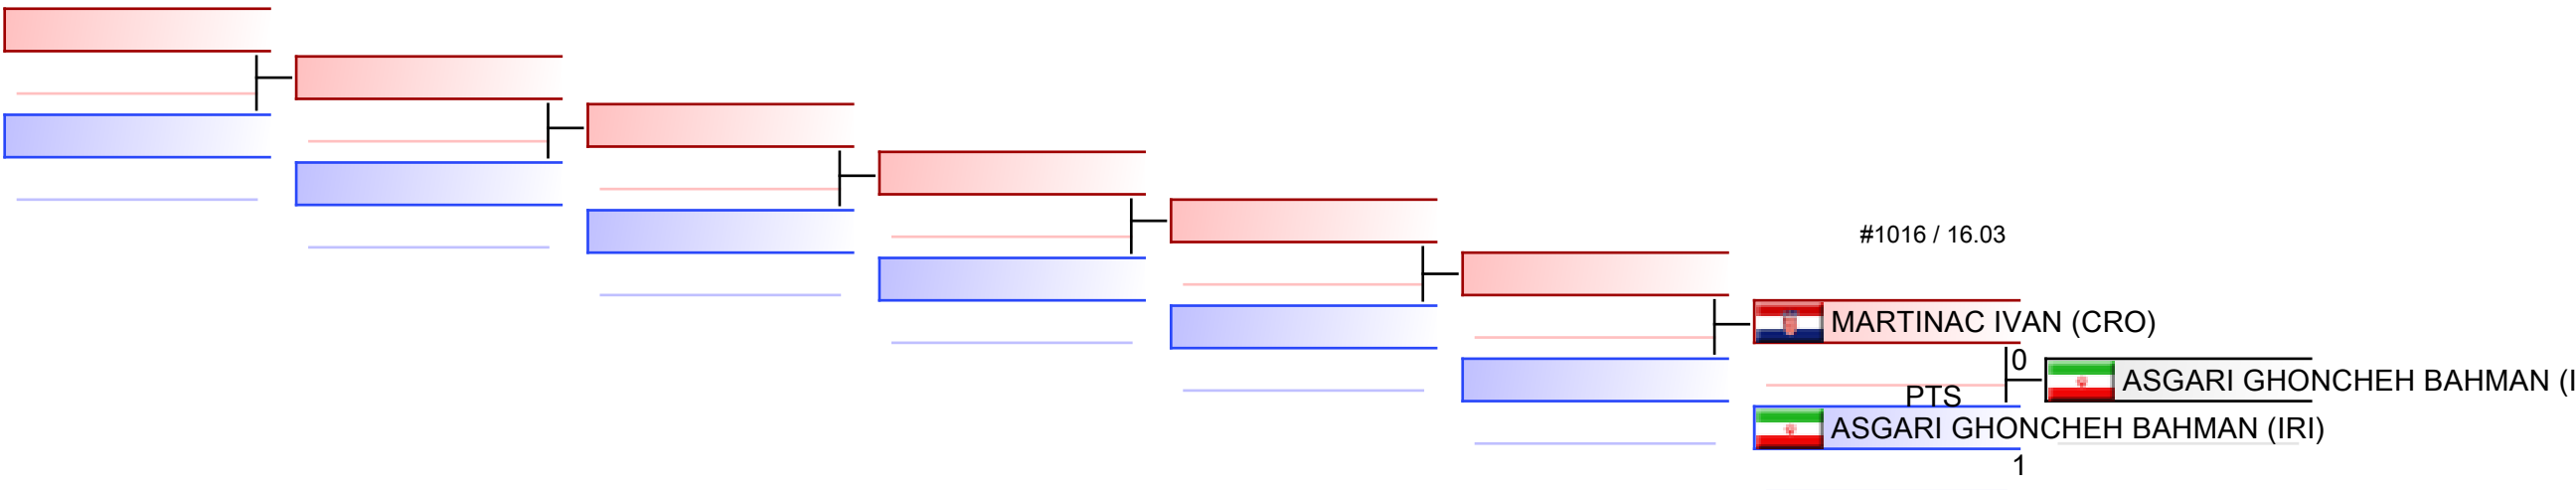 #1016 / 16.03
MARTINAC IVAN (CRO)
0
ASGARI GHONCHEH BAHMAN (I
PTS
ASGARI GHONCHEH BAHMAN (IRI)
1